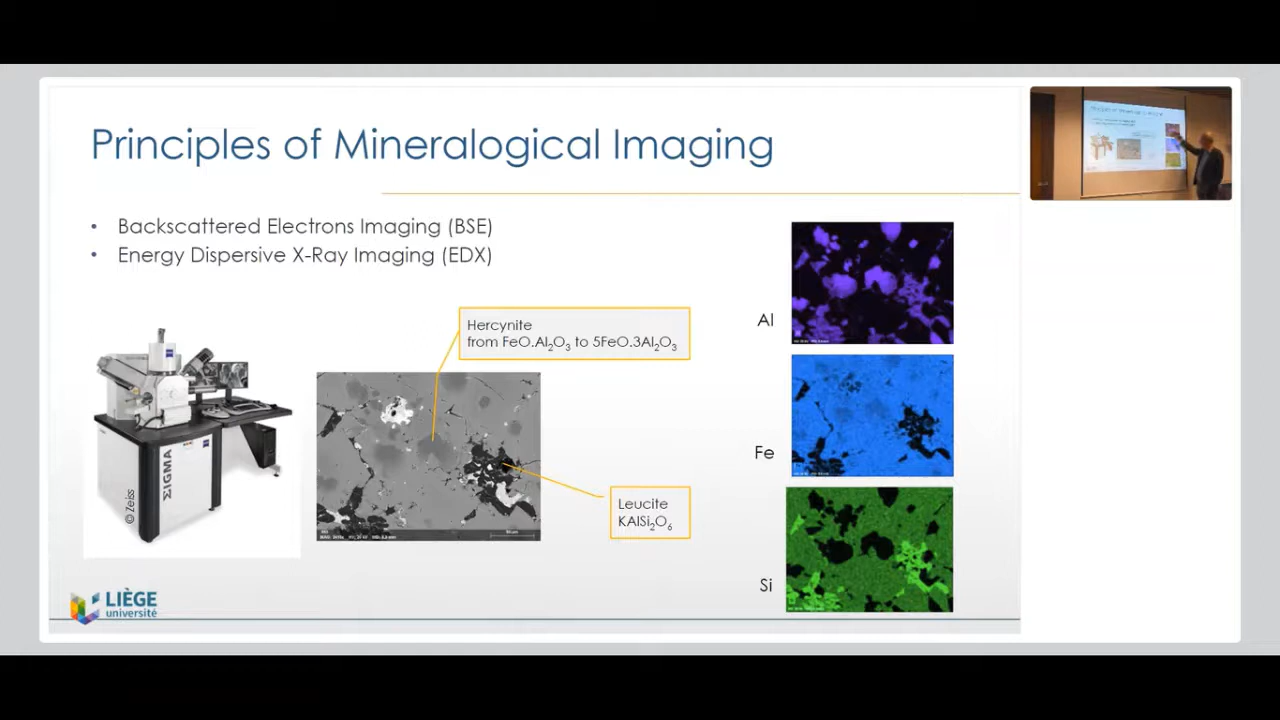 Principles of Mineralogical Imaging
• Backscattered Electrons Imaging (BSE)
• Energy Dispersive X-Ray Imaging (EDX)
Hercynite
from FeO.Al₂O₃ to 5FeO.3Al₂O₃
Leucite
KAlSi₂O₆
Al
Fe
Si
ΣIGMA
© Zeiss
LIÈGE
université